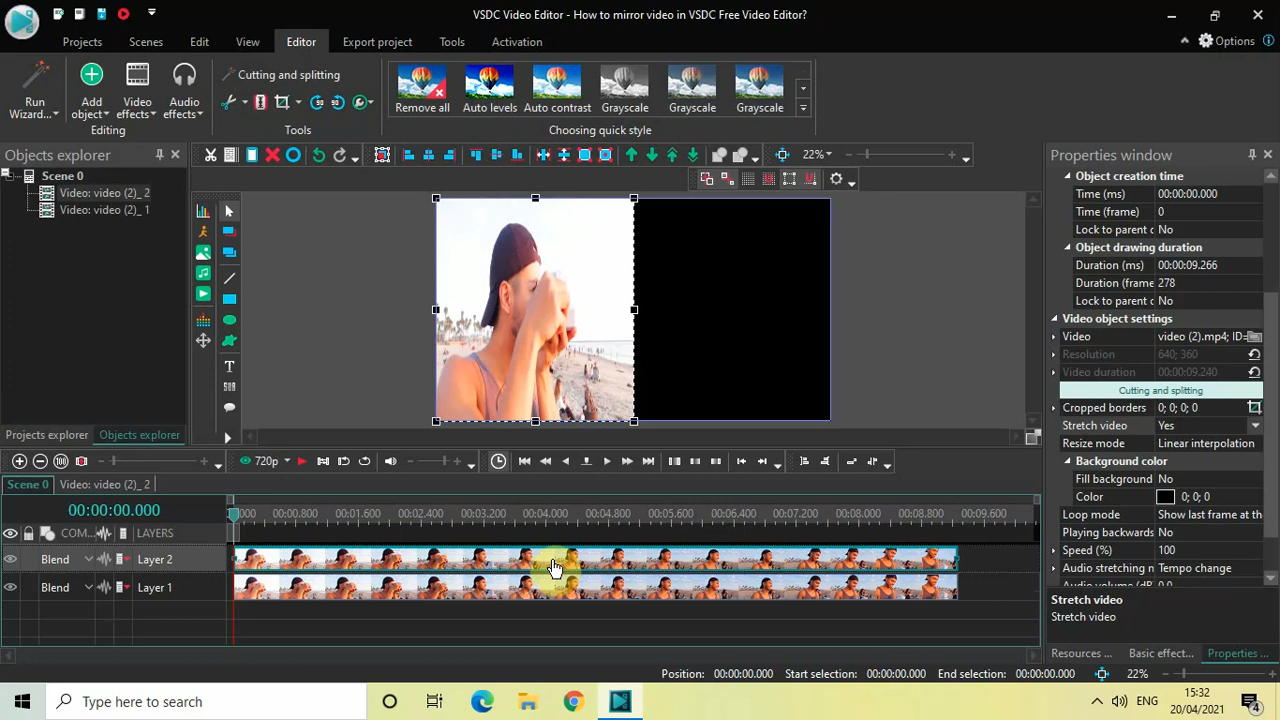 VSDC Video Editor - How to mirror video in VSDC Free Video Editor?
Projects Scenes Edit View Editor Export project Tools Activation Options
Run Wizard...
Add object
Video effects
Audio effects
Editing
Cutting and splitting
Tools
Remove all
Auto levels
Auto contrast
Grayscale
Grayscale
Grayscale
Choosing quick style
Objects explorer
Scene 0
Video: video (2)_ 2
Video: video (2)_ 1
Projects explorer Objects explorer
22%
Properties window
Object creation time
Time (ms) 00:00:00.000
Time (frame) 0
Lock to parent c No
Object drawing duration
Duration (ms) 00:00:09.266
Duration (frame 278
Lock to parent c No
Video object settings
Video video (2).mp4; ID=
Resolution 640; 360
Video duration 00:00:09.240
Cutting and splitting
Cropped borders 0; 0; 0; 0
Stretch video Yes
Resize mode Linear interpolation
Background color
Fill background No
Color 0; 0; 0
Loop mode Show last frame at th
Playing backwards No
Speed (%) 100
Audio stretching r Tempo change
Audio volume (d 0.0
Stretch video
Stretch video
Resources ... Basic effect... Properties ...
720p
Scene 0 Video: video (2)_ 2
00:00:00.000
000 00:00.800 00:01.600 00:02.400 00:03.200 00:04.000 00:04.800 00:05.600 00:06.400 00:07.200 00:08.000 00:08.800 00:09.600
COM... LAYERS
Blend Layer 2
Blend Layer 1
Position: 00:00:00.000 Start selection: 00:00:00.000 End selection: 00:00:00.000 22%
Type here to search
ENG
15:32
20/04/2021
4